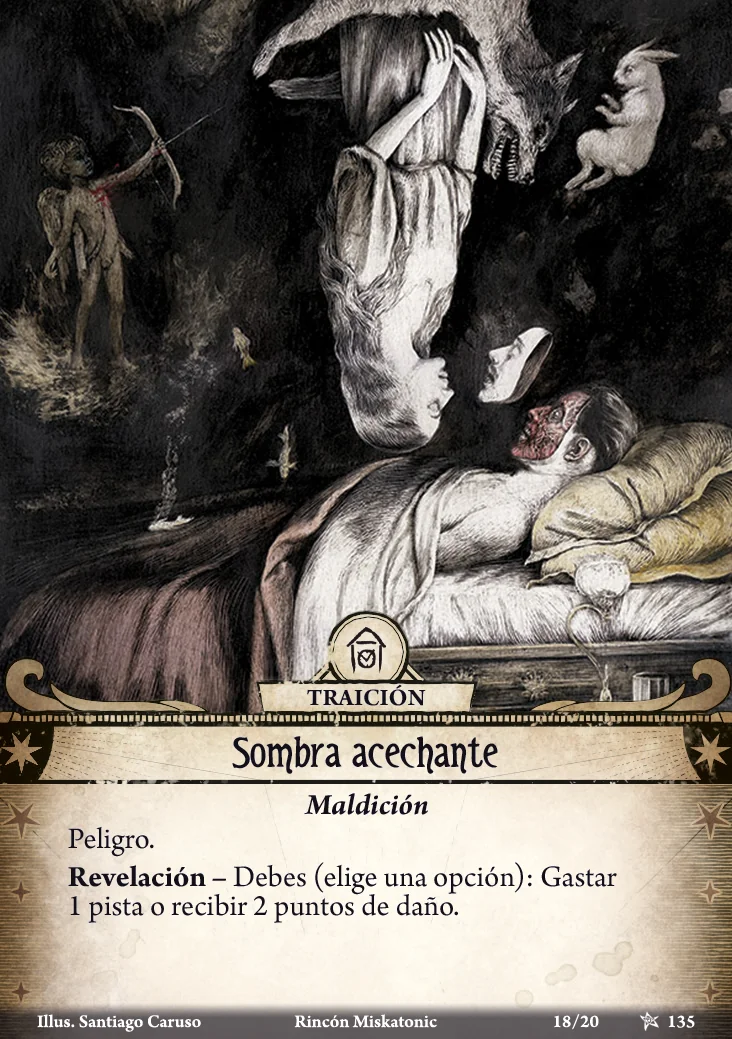 TRAICIÓN
Sombra acechante
Maldición
Peligro.
Revelación – Debes (elige una opción): Gastar
1 pista o recibir 2 puntos de daño.
Illus. Santiago Caruso Rincón Miskatonic 18/20 135